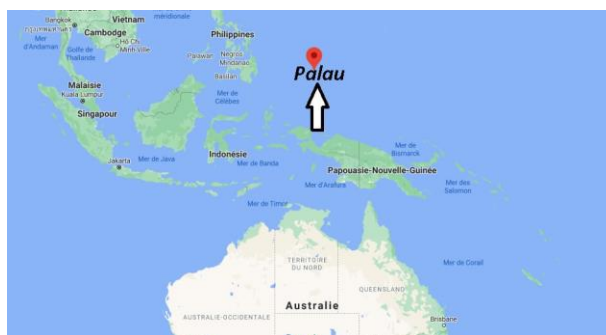 Vietnam
Bangkok
Cambodge
Hô Chi
Minh-Ville
Mer
d'Andaman
Golfe de
Thaïlande
méridionale
Philippines
Palawan
Negros
Mindanao
Basilan
Palau
Malaisie
Kuala Lumpur
Singapour
Mer de
Célèbes
Indonésie
Jakarta
Mer de Java
Mer de Banda
Mer de
Bismarck
Papouasie-Nouvelle-Guinée
Mer d'Arafura
Mer des
Salomon
Mer de Timor
Mer de Corail
TERRITOIRE
DU NORD
QUEENSLAND
Australie
AUSTRALIE-OCCIDENTALE
Brisbane